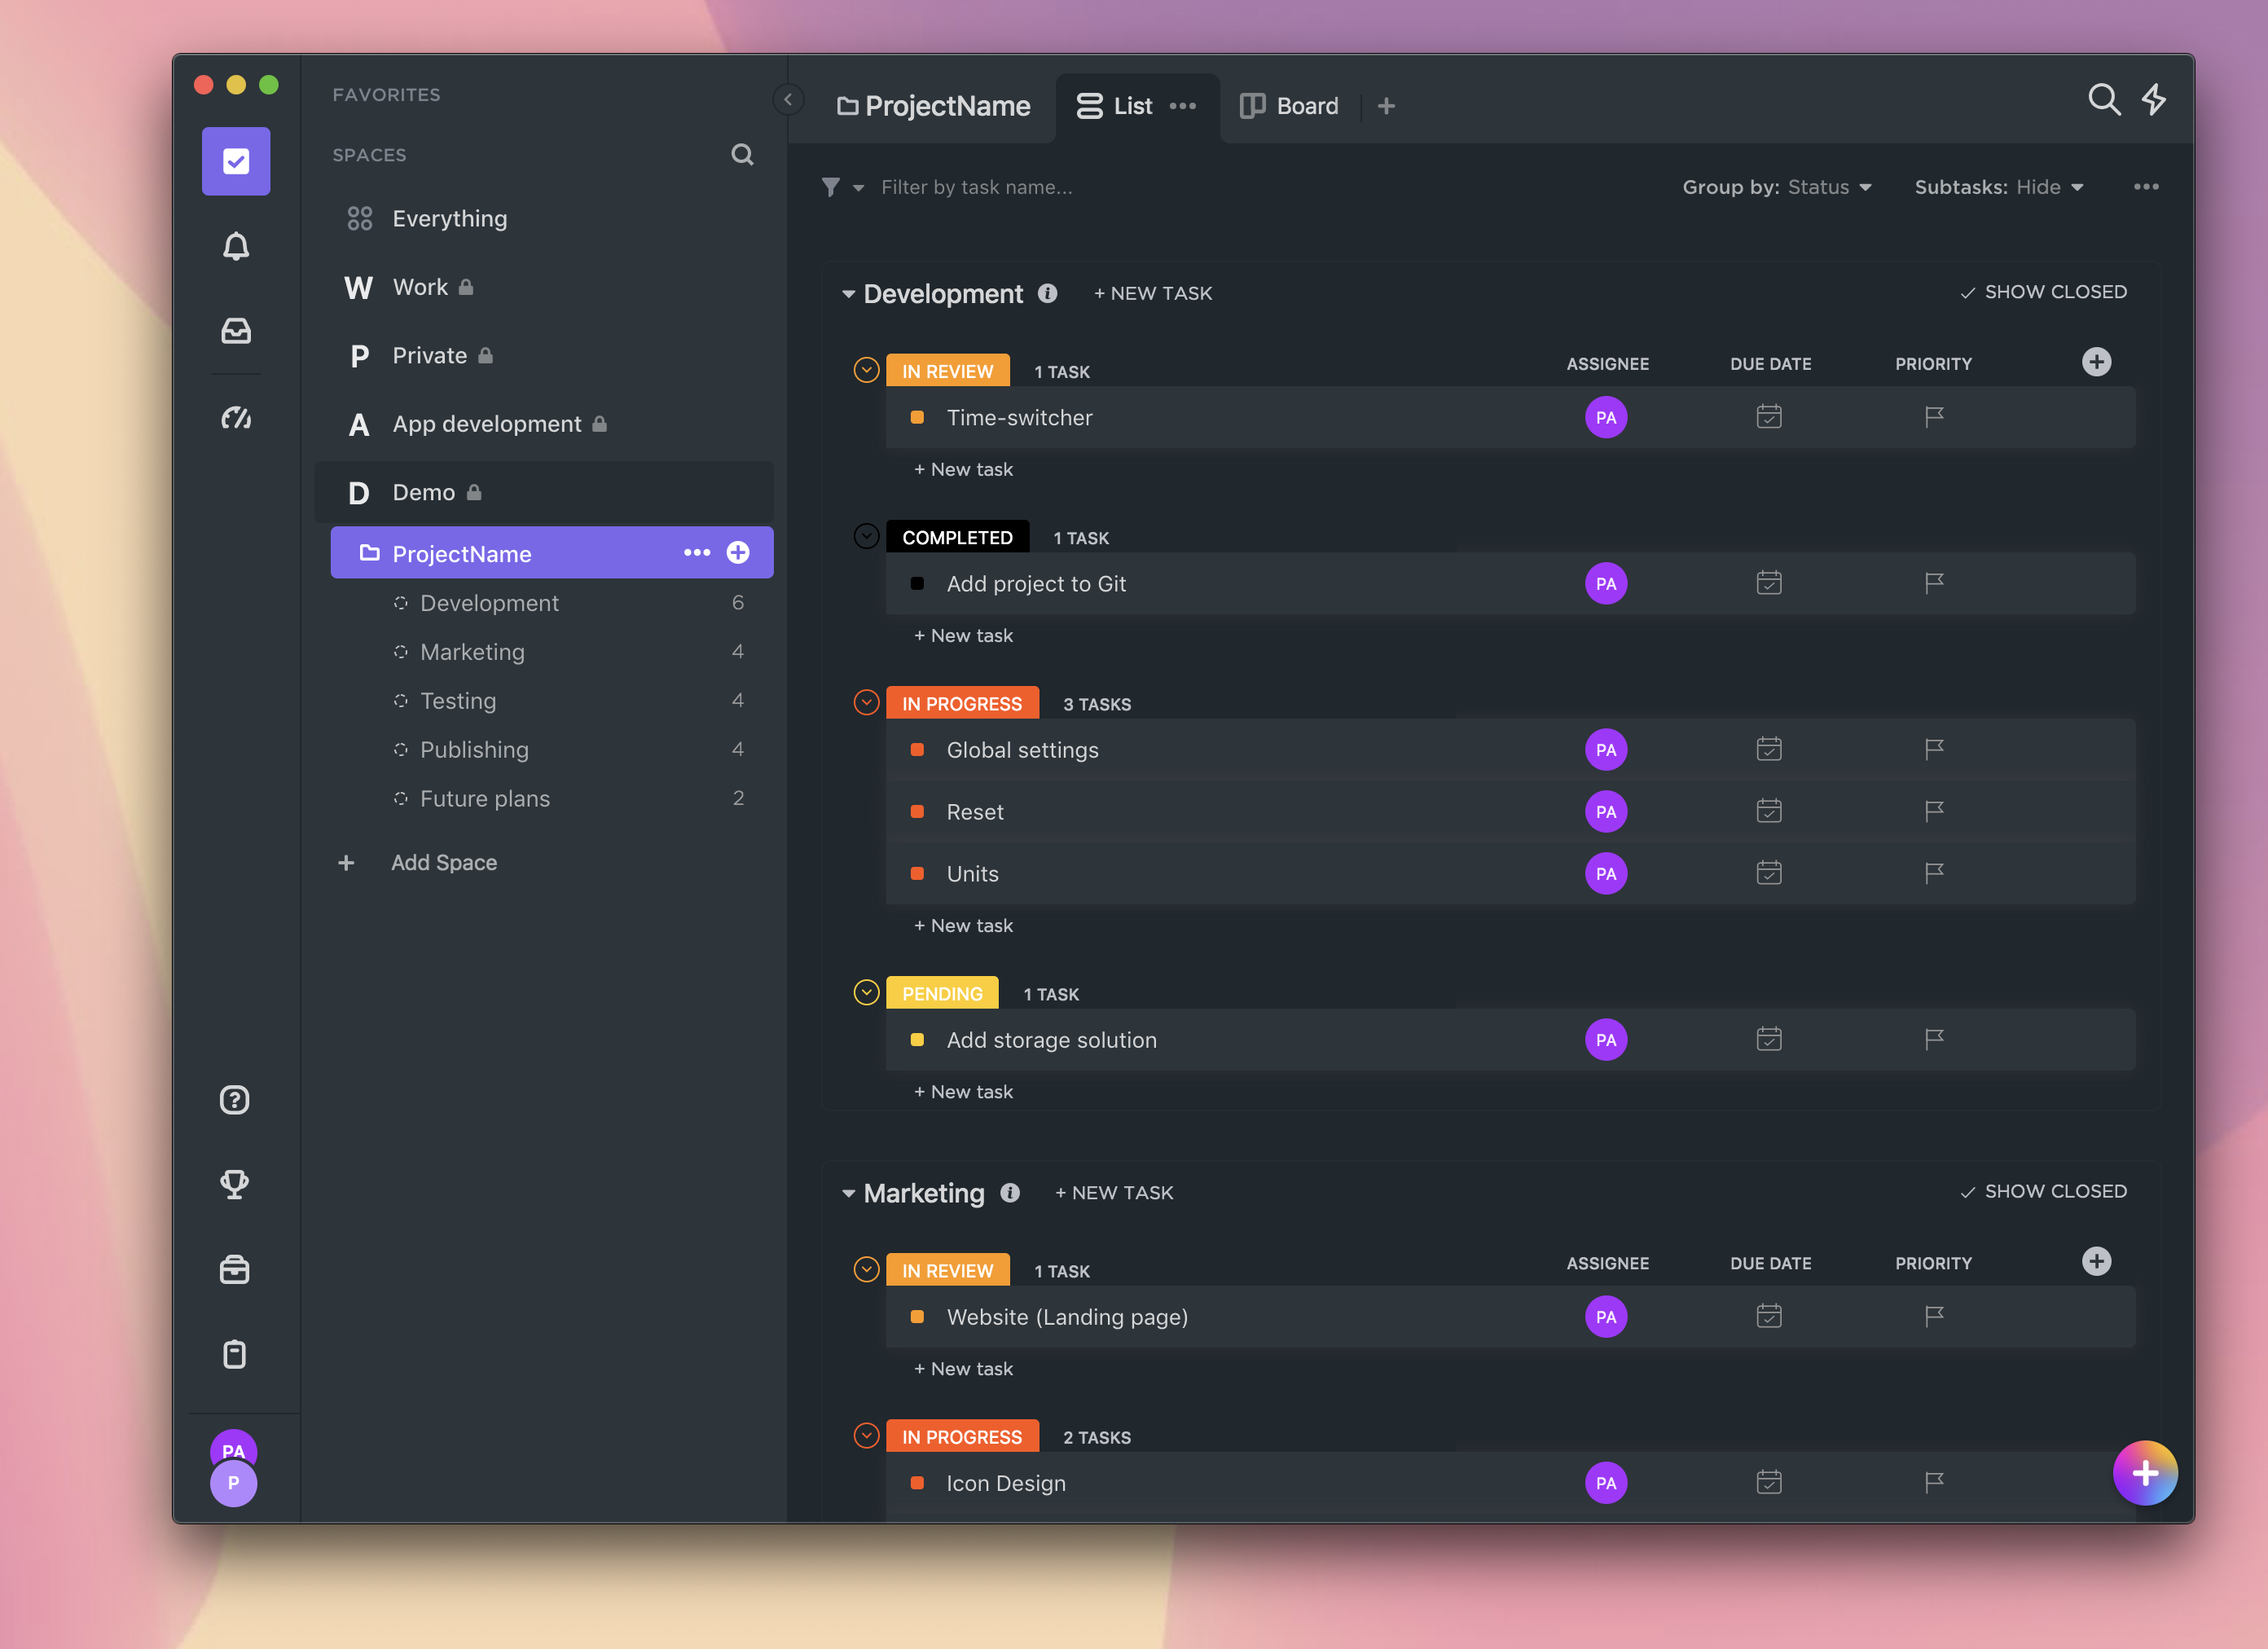 FAVORITES
SPACES
Everything
W Work
P Private
A App development
D Demo
ProjectName
Development 6
Marketing 4
Testing 4
Publishing 4
Future plans 2
+ Add Space
PA
P
ProjectName List Board +
Filter by task name... Group by: Status Subtasks: Hide
Development + NEW TASK SHOW CLOSED
IN REVIEW 1 TASK ASSIGNEE DUE DATE PRIORITY
Time-switcher PA
+ New task
COMPLETED 1 TASK
Add project to Git PA
+ New task
IN PROGRESS 3 TASKS
Global settings PA
Reset PA
Units PA
+ New task
PENDING 1 TASK
Add storage solution PA
+ New task
Marketing + NEW TASK SHOW CLOSED
IN REVIEW 1 TASK ASSIGNEE DUE DATE PRIORITY
Website (Landing page) PA
+ New task
IN PROGRESS 2 TASKS
Icon Design PA